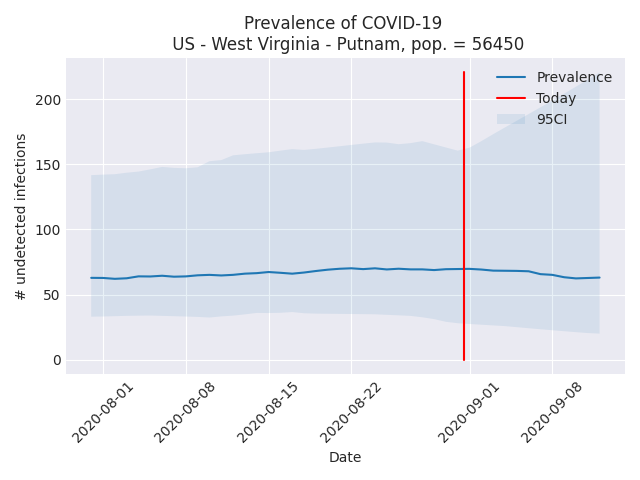 Prevalence of COVID-19
US - West Virginia - Putnam, pop. = 56450
Prevalence
Today
95CI
200
150
100
50
0
# undetected infections
2020-08-01
2020-08-08
2020-08-15
2020-08-22
2020-09-01
2020-09-08
Date